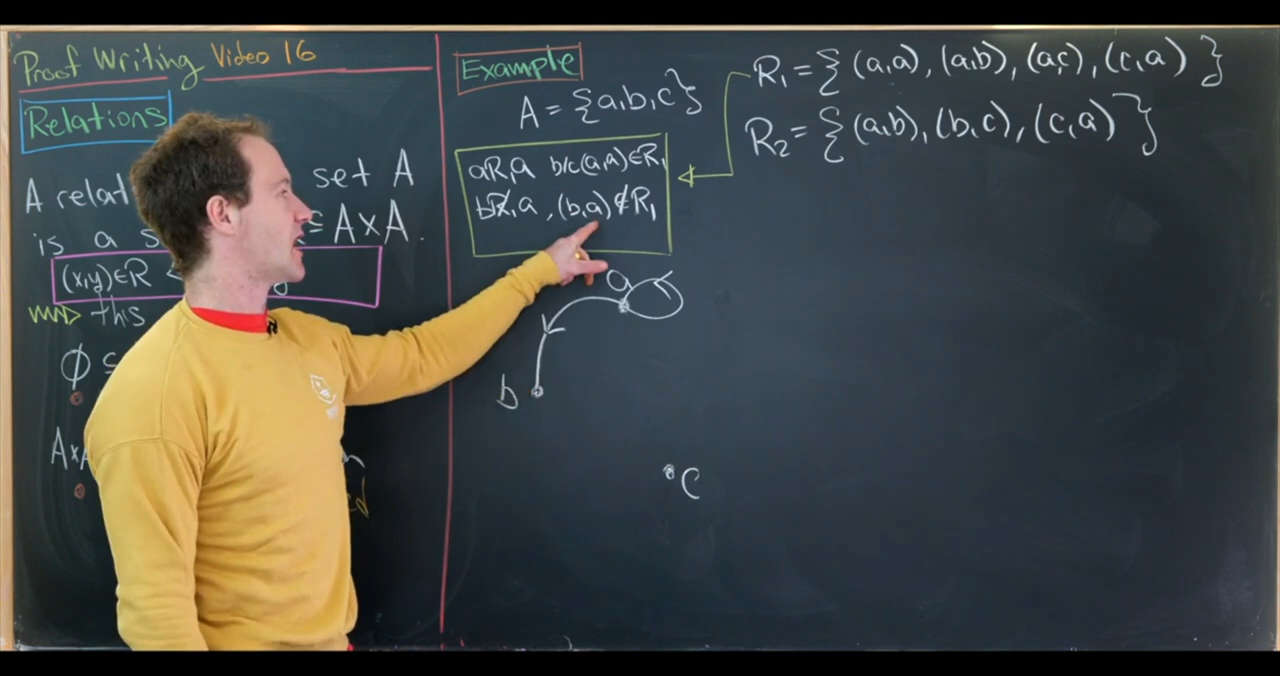 Proof Writing Video 16
Relations
A relat set A
is a s ⊆ A×A.
(x,y)∈R
⟿ this
∅ ⊆
A×A
Example
A = {a,b,c}
aR₁a b/c (a,a)∈R₁
bR̸₁a , (b,a)∉R₁
a
b
c
R₁ = {(a,a), (a,b), (a,c), (c,a)}
R₂ = {(a,b), (b,c), (c,a)}